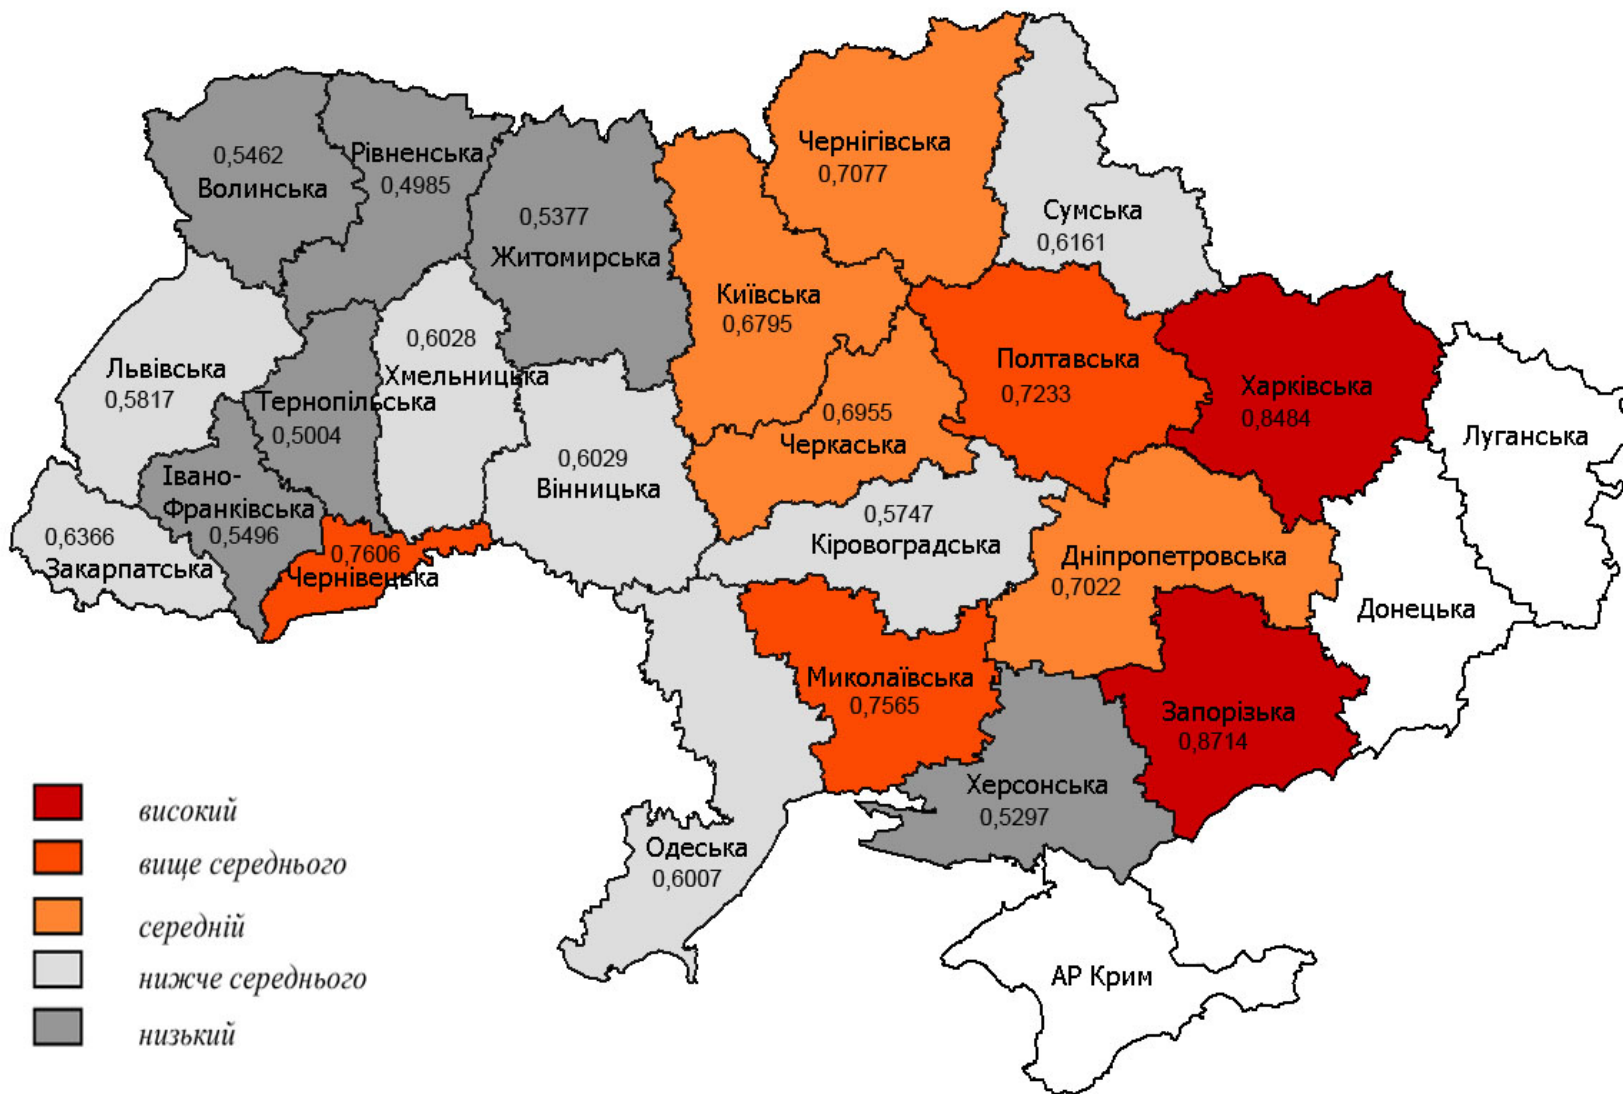 Чернігівська
0,7077
0,5462
Волинська
Рівненська
0,4985
0,5377
Житомирська
Сумська
0,6161
Київська
0,6795
Львівська
0,5817
0,6028
Хмельницька
Тернопільська
0,5004
0,6955
Черкаська
Полтавська
0,7233
Харківська
0,8484
Луганська
Івано-
Франківська
0,5496
0,6029
Вінницька
0,5747
Кіровоградська
0,6366
Закарпатська
0,7606
Чернівецька
Дніпропетровська
0,7022
Донецька
Миколаївська
0,7565
Запорізька
0,8714
Херсонська
0,5297
Одеська
0,6007
АР Крим
високий
вище середнього
середній
нижче середнього
низький